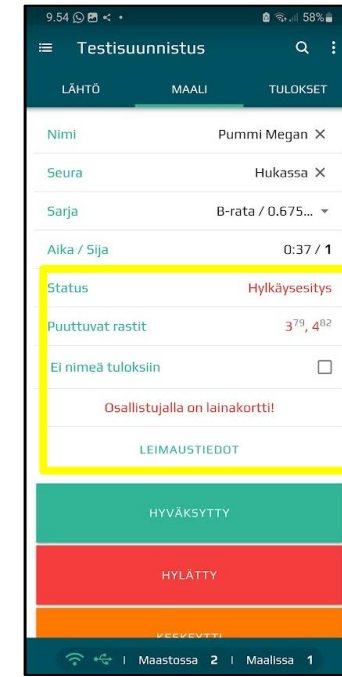 9.54 58%
Testisuunnistus
LÄHTÖ MAALI TULOKSET
Nimi Pummi Megan ×
Seura Hukassa ×
Sarja B-rata / 0.675...
Aika / Sija 0:37 / 1
Status Hylkäysesitys
Puuttuvat rastit 3⁷⁹, 4⁸²
Ei nimeä tuloksiin
Osallistujalla on lainakortti!
LEIMAUSTIEDOT
HYVÄKSYTTY
HYLÄTTY
KESKEYTTI
Maastossa 2 | Maalissa 1